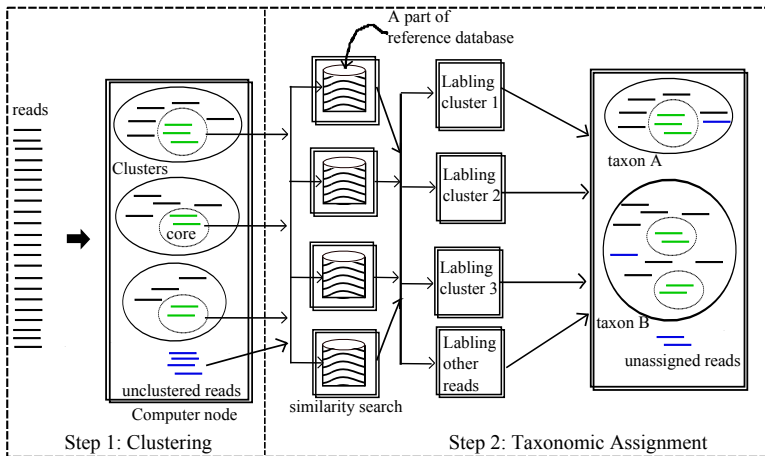 A part of
reference database
reads
Clusters
core
unclustered reads
Computer node
similarity search
Labling
cluster 1
Labling
cluster 2
Labling
cluster 3
Labling
other
reads
taxon A
taxon B
unassigned reads
Step 1: Clustering
Step 2: Taxonomic Assignment